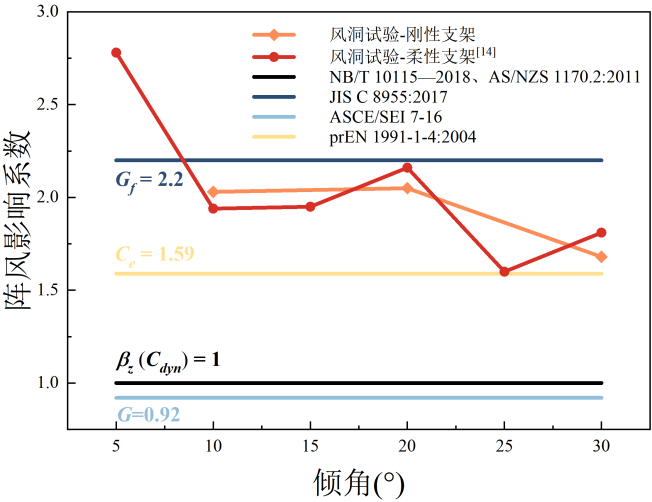 风洞试验-刚性支架
风洞试验-柔性支架[14]
NB/T 10115—2018、AS/NZS 1170.2:2011
JIS C 8955:2017
ASCE/SEI 7-16
prEN 1991-1-4:2004
3.0
2.5
2.0
1.5
1.0
阵风影响系数
Gf = 2.2
Ce = 1.59
βz (Cdyn) = 1
G=0.92
5 10 15 20 25 30
倾角(°)